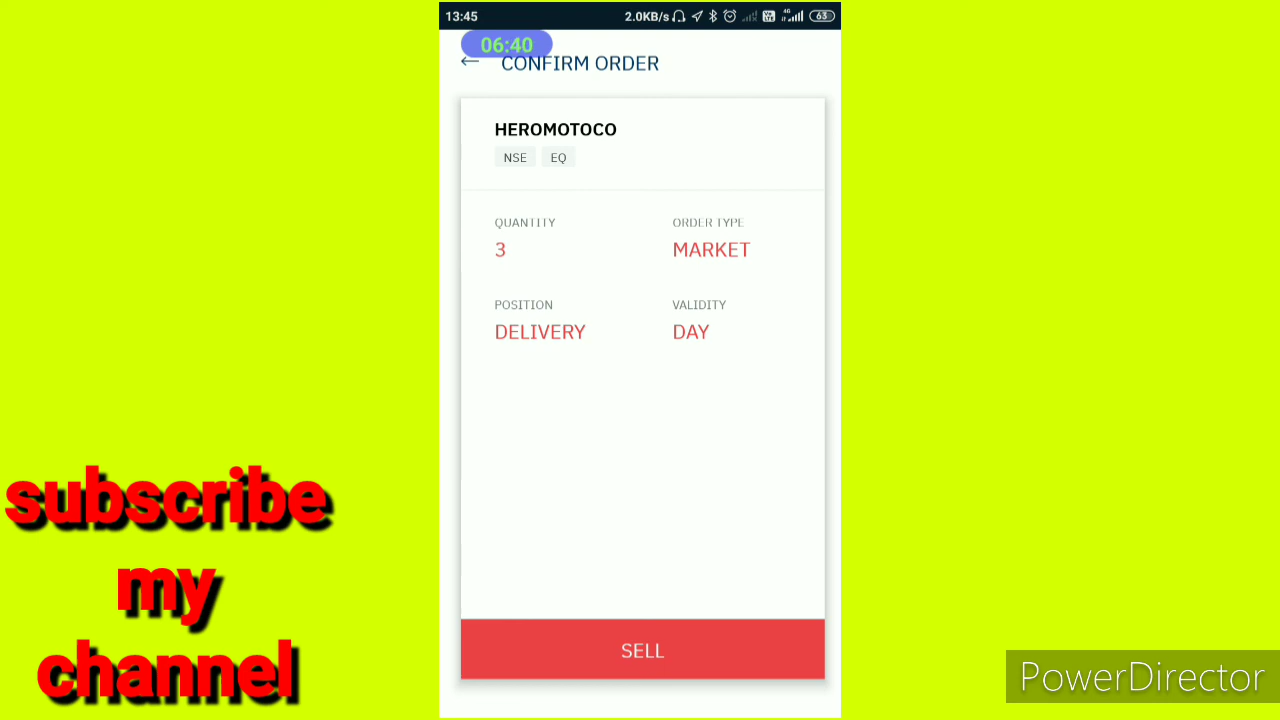 13:45 2.0KB/s 4G 63
06:40
CONFIRM ORDER
HEROMOTOCO
NSE EQ
QUANTITY ORDER TYPE
3 MARKET
POSITION VALIDITY
DELIVERY DAY
SELL
subscribe
my
channel
PowerDirector